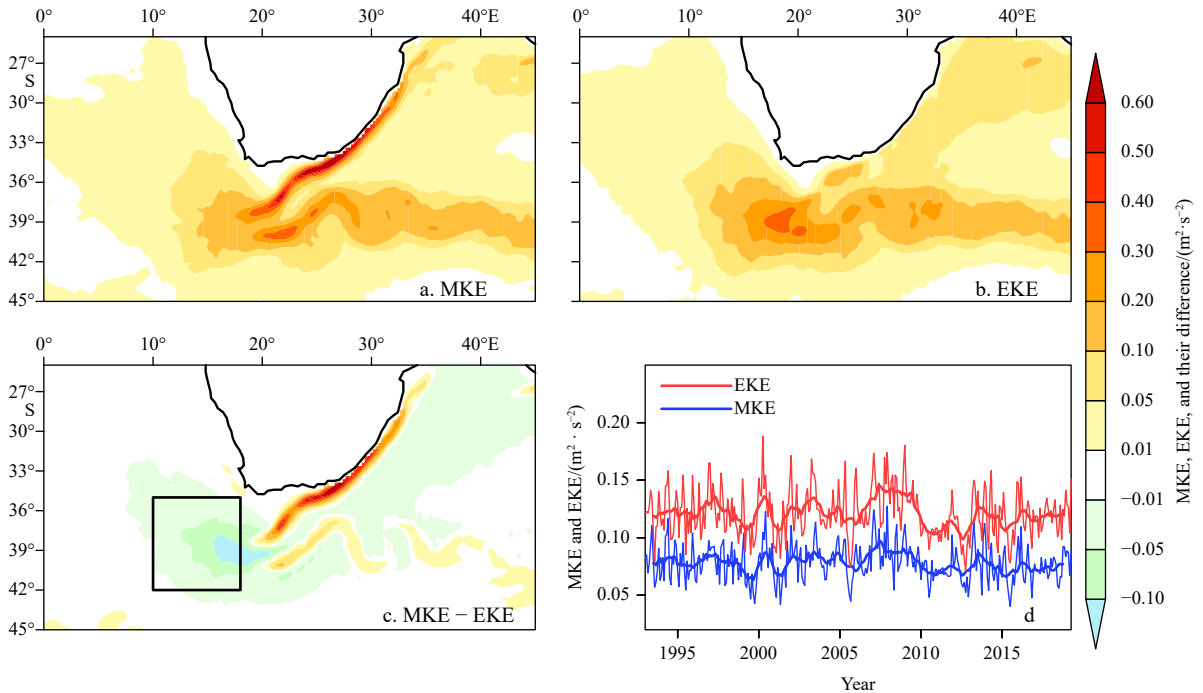 0° 10° 20° 30° 40°E
27°
S
30°
33°
36°
39°
42°
45°
a. MKE
0° 10° 20° 30° 40°E
b. EKE
0.60
0.50
0.40
0.30
0.20
0.10
0.05
0.01
−0.01
−0.05
−0.10
MKE, EKE, and their difference/(m²·s⁻²)
0° 10° 20° 30° 40°E
27°
S
30°
33°
36°
39°
42°
45°
c. MKE − EKE
MKE and EKE/(m² · s⁻²)
0.20
0.15
0.10
0.05
EKE
MKE
d
1995 2000 2005 2010 2015
Year